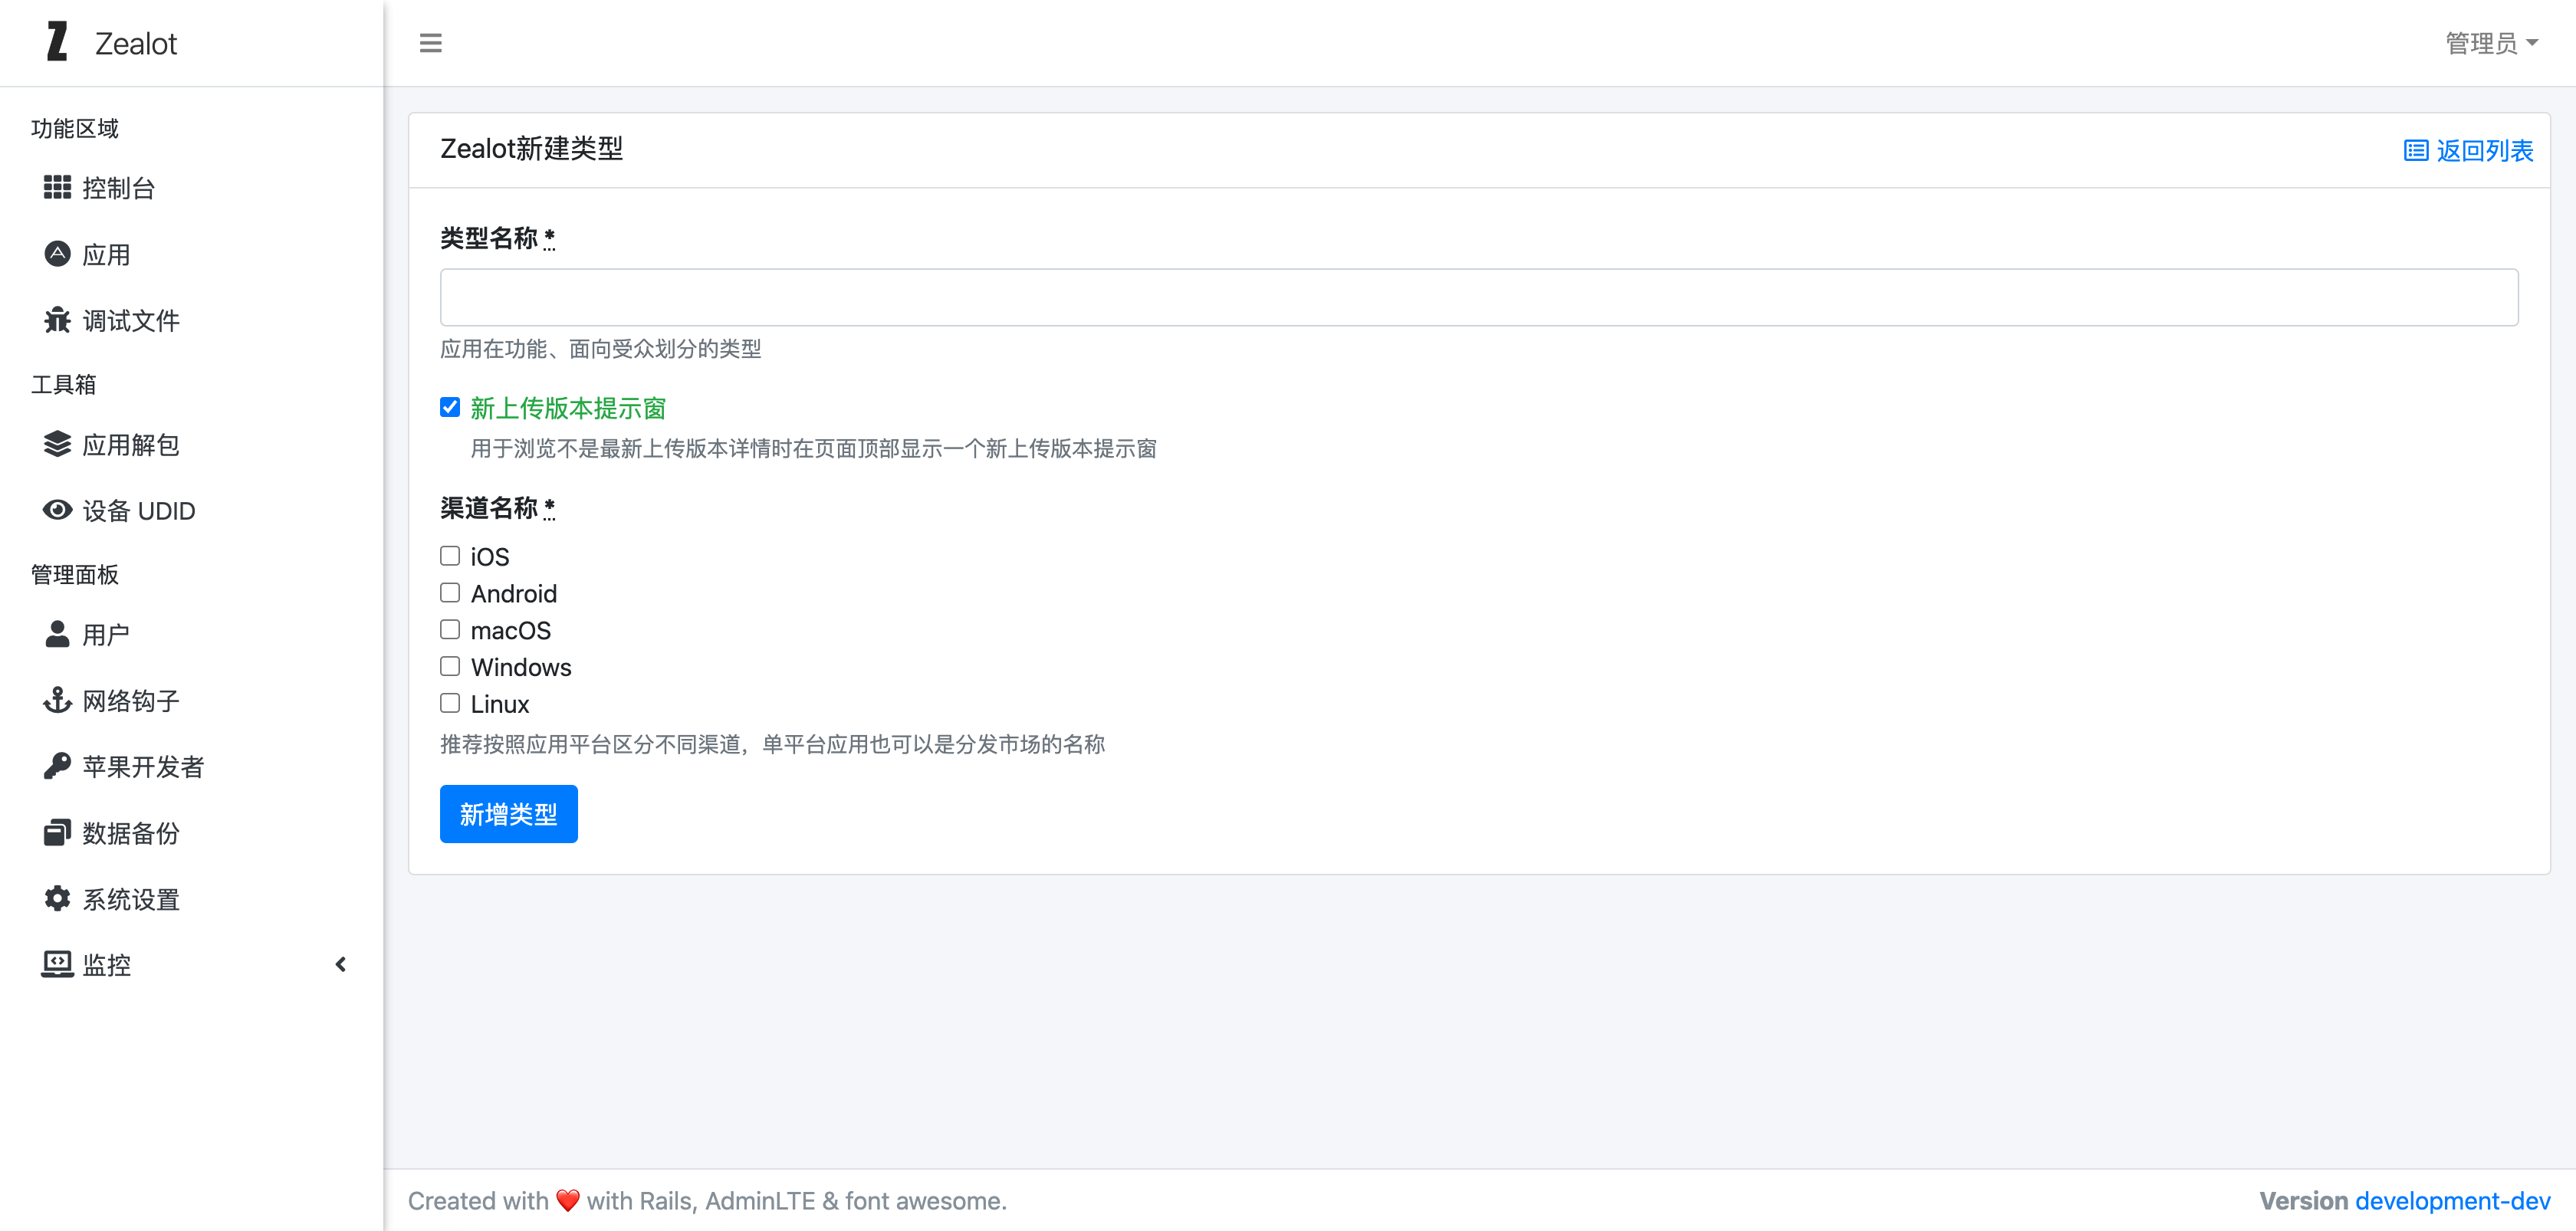 Zealot
管理员
功能区域
控制台
应用
调试文件
工具箱
应用解包
设备 UDID
管理面板
用户
网络钩子
苹果开发者
数据备份
系统设置
监控
Zealot新建类型
返回列表
类型名称 *
应用在功能、面向受众划分的类型
新上传版本提示窗
用于浏览不是最新上传版本详情时在页面顶部显示一个新上传版本提示窗
渠道名称 *
iOS
Android
macOS
Windows
Linux
推荐按照应用平台区分不同渠道，单平台应用也可以是分发市场的名称
新增类型
Created with ❤️ with Rails, AdminLTE & font awesome.
Version development-dev